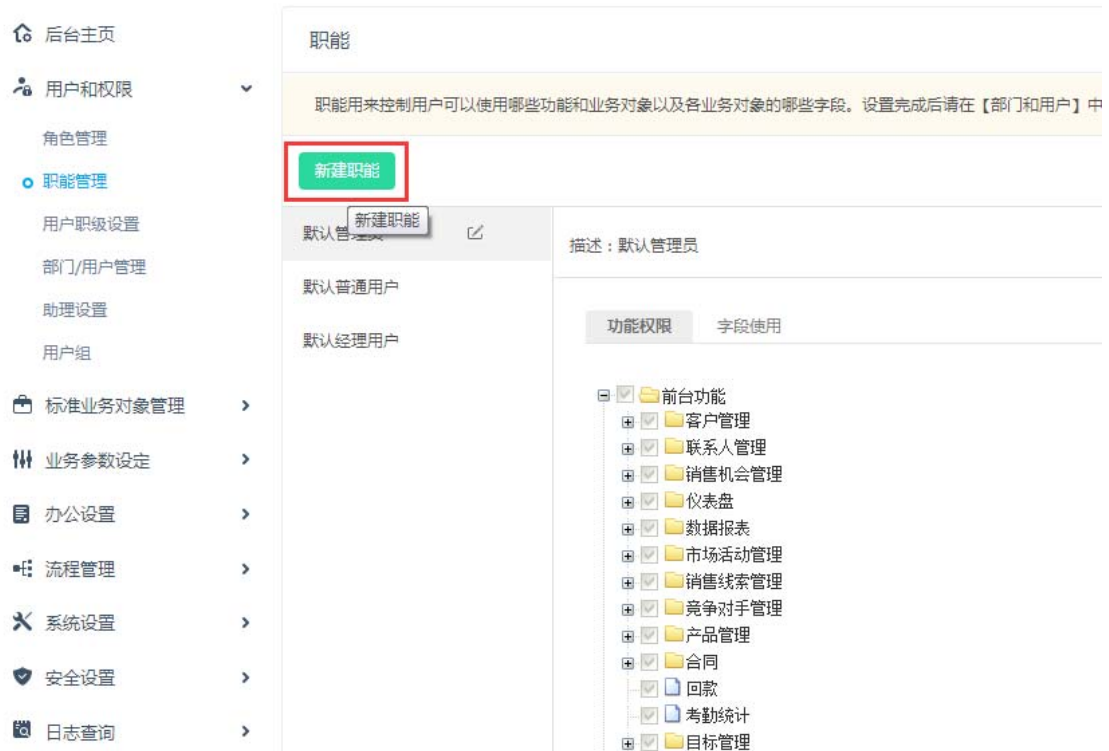 后台主页
用户和权限
角色管理
职能管理
用户职级设置
部门/用户管理
助理设置
用户组
标准业务对象管理
业务参数设定
办公设置
流程管理
系统设置
安全设置
日志查询
职能
职能用来控制用户可以使用哪些功能和业务对象以及各业务对象的哪些字段。设置完成后请在【部门和用户】中
新建职能
新建职能
默认管理员
默认普通用户
默认经理用户
描述：默认管理员
功能权限 字段使用
前台功能
客户管理
联系人管理
销售机会管理
仪表盘
数据报表
市场活动管理
销售线索管理
竞争对手管理
产品管理
合同
回款
考勤统计
目标管理